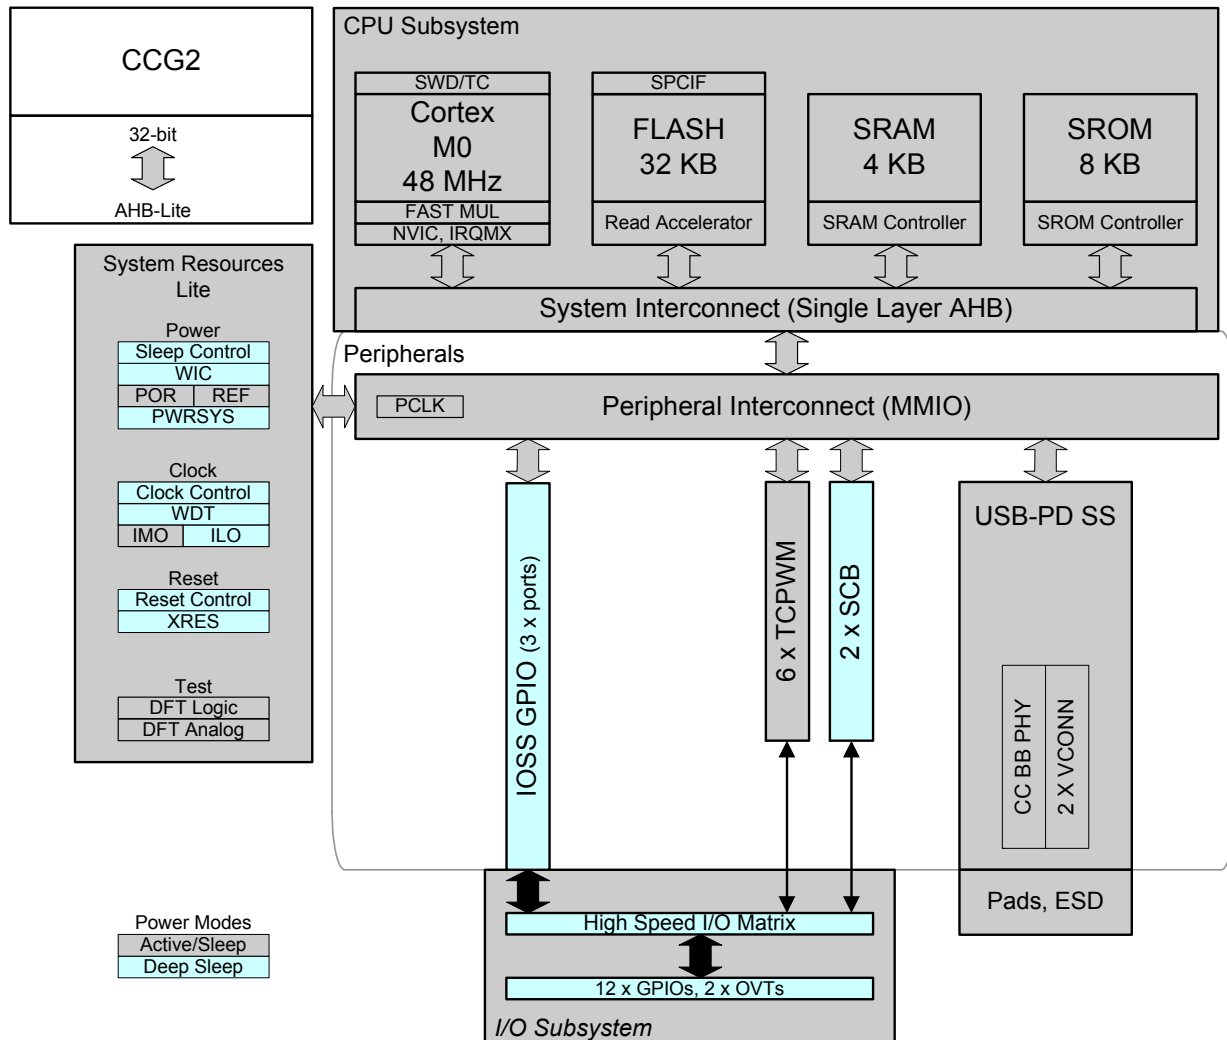 CCG2
32-bit
AHB-Lite
CPU Subsystem
SWD/TC
Cortex
M0
48 MHz
FAST MUL
NVIC, IRQMX
SPCIF
FLASH
32 KB
Read Accelerator
SRAM
4 KB
SRAM Controller
SROM
8 KB
SROM Controller
System Interconnect (Single Layer AHB)
System Resources
Lite
Power
Sleep Control
WIC
POR REF
PWRSYS
Clock
Clock Control
WDT
IMO ILO
Reset
Reset Control
XRES
Test
DFT Logic
DFT Analog
Peripherals
PCLK
Peripheral Interconnect (MMIO)
IOSS GPIO (3 x ports)
6 x TCPWM
2 x SCB
USB-PD SS
CC BB PHY
2 X VCONN
Pads, ESD
High Speed I/O Matrix
12 x GPIOs, 2 x OVTs
I/O Subsystem
Power Modes
Active/Sleep
Deep Sleep